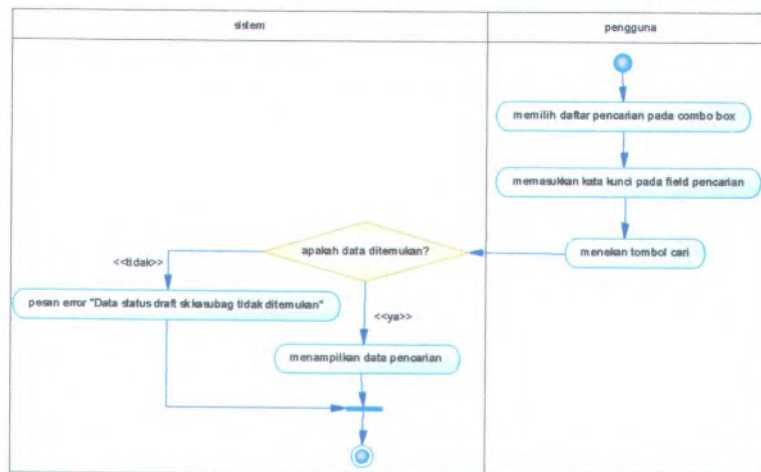 sistem
pengguna
memilih daftar pencarian pada combo box
memasukkan kata kunci pada field pencarian
menekan tombol cari
apakah data ditemukan?
<<tidak>>
pesan error "Data status draft sk kasubag tidak ditemukan"
<<ya>>
menampilkan data pencarian